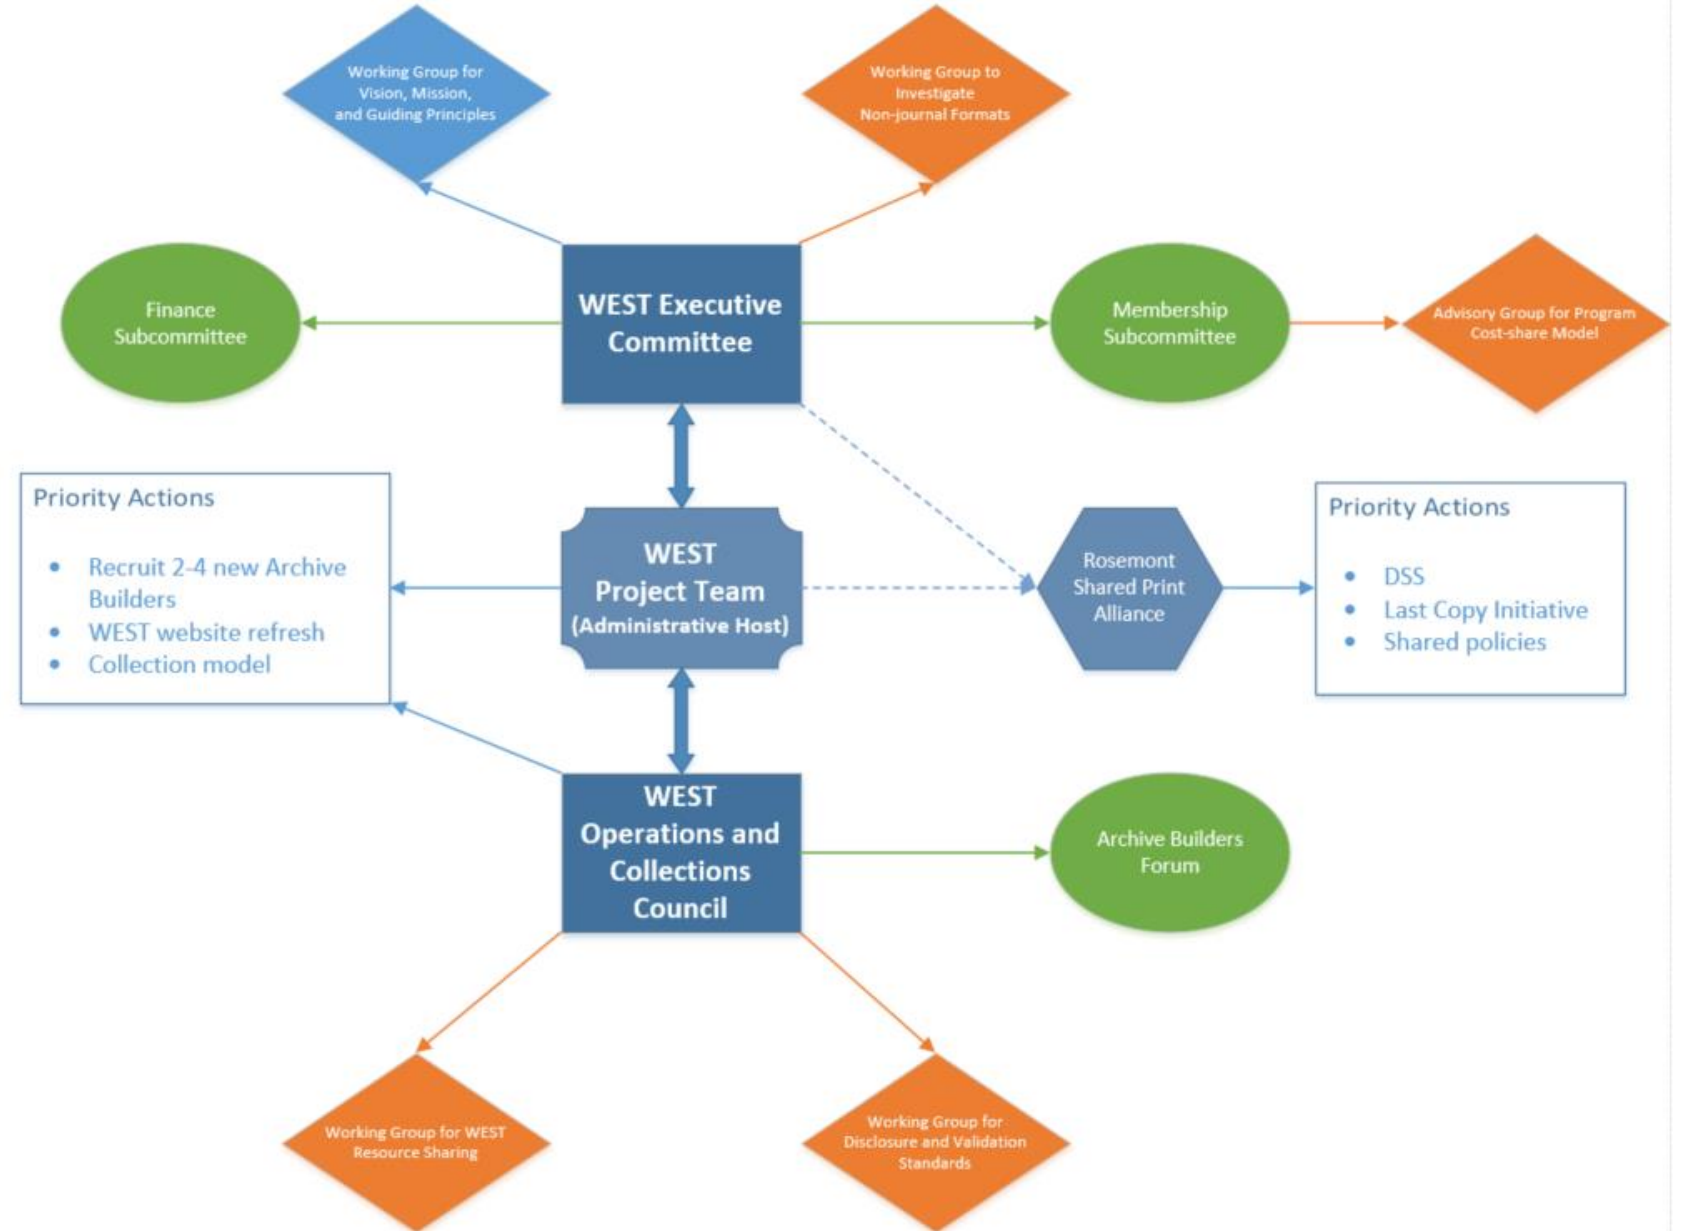 Working Group for
Vision, Mission,
and Guiding Principles
Working Group to
Investigate
Non-journal Formats
Finance
Subcommittee
WEST Executive
Committee
Membership
Subcommittee
Advisory Group for Program
Cost-share Model
Priority Actions
• Recruit 2-4 new Archive
Builders
• WEST website refresh
• Collection model
WEST
Project Team
(Administrative Host)
Rosemont
Shared Print
Alliance
Priority Actions
• DSS
• Last Copy Initiative
• Shared policies
WEST
Operations and
Collections
Council
Archive Builders
Forum
Working Group for WEST
Resource Sharing
Working Group for
Disclosure and Validation
Standards